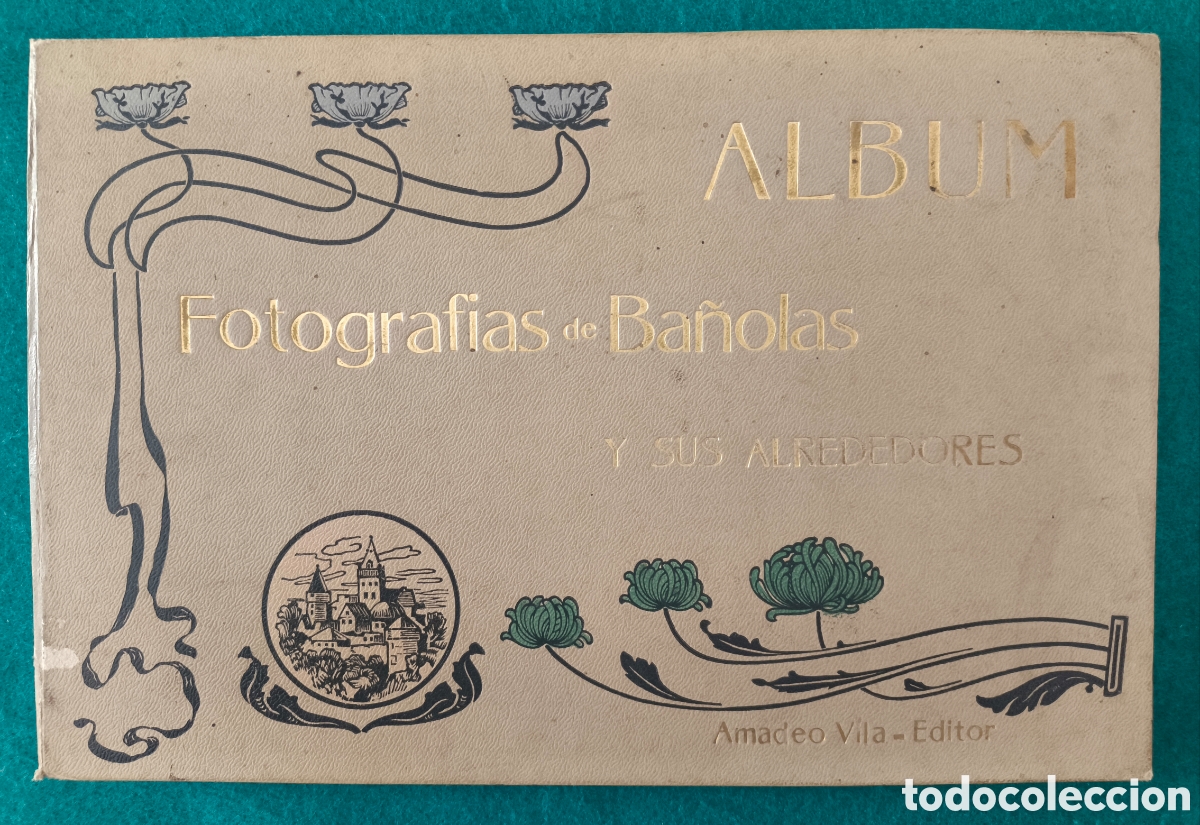 ALBUM
Fotografias de Bañolas
Y SUS ALREDEDORES
Amadeo Vila - Editor
todocoleccion